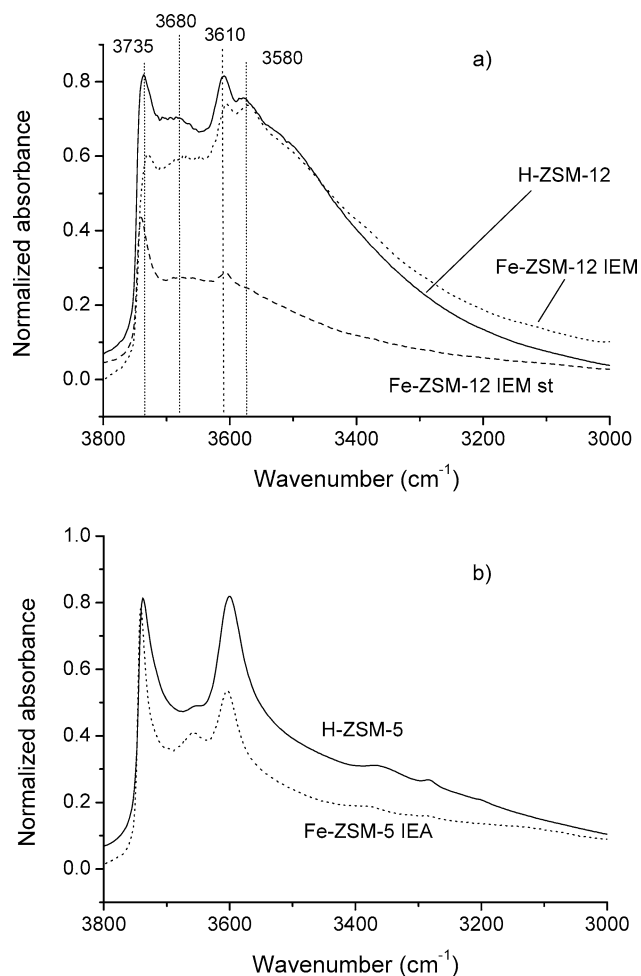 3680
3735
3610
3580
a)
0.8
0.6
0.4
0.2
0.0
Normalized absorbance
H-ZSM-12
Fe-ZSM-12 IEM
Fe-ZSM-12 IEM st
3800
3600
3400
3200
3000
Wavenumber (cm⁻¹)
1.0
b)
0.8
0.6
0.4
0.2
0.0
Normalized absorbance
H-ZSM-5
Fe-ZSM-5 IEA
3800
3600
3400
3200
3000
Wavenumber (cm⁻¹)